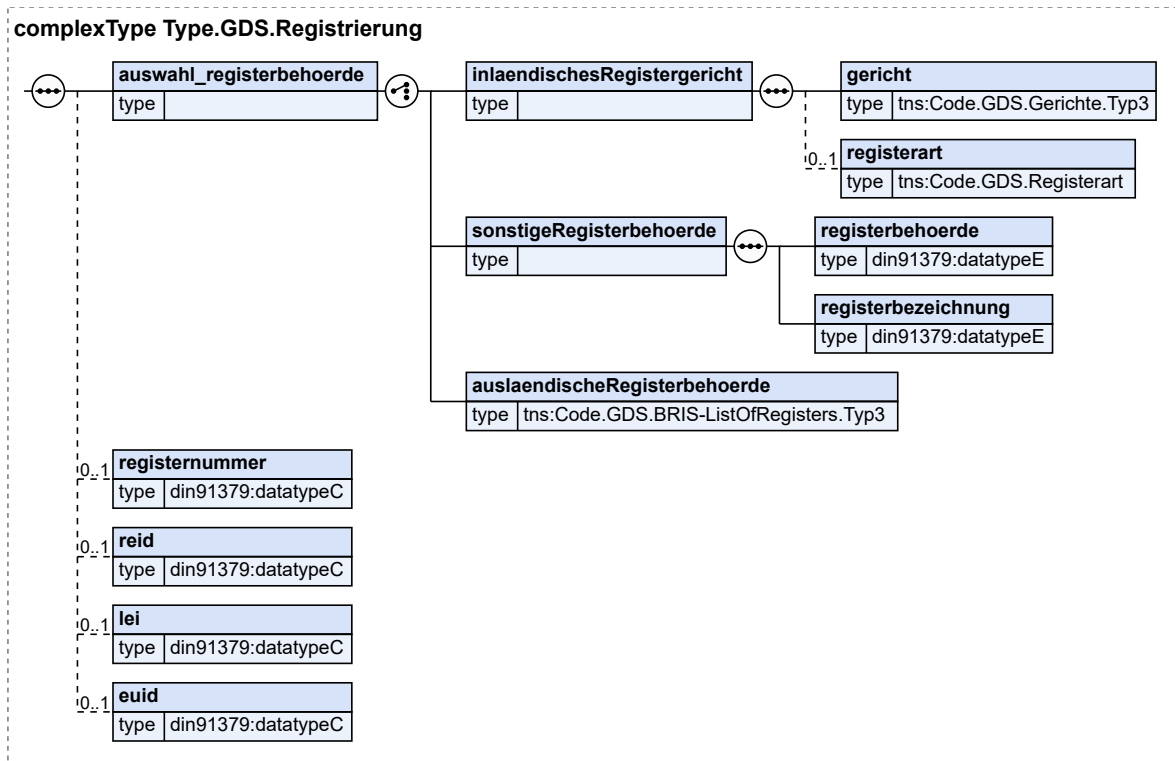 complexType Type.GDS.Registrierung
auswahl_registerbehoerde
type
inlaendischesRegistergericht
type
gericht
type tns:Code.GDS.Gerichte.Typ3
0..1
registerart
type tns:Code.GDS.Registerart
sonstigeRegisterbehoerde
type
registerbehoerde
type din91379:datatypeE
registerbezeichnung
type din91379:datatypeE
auslaendischeRegisterbehoerde
type tns:Code.GDS.BRIS-ListOfRegisters.Typ3
0..1
registernummer
type din91379:datatypeC
0..1
reid
type din91379:datatypeC
0..1
lei
type din91379:datatypeC
0..1
euid
type din91379:datatypeC